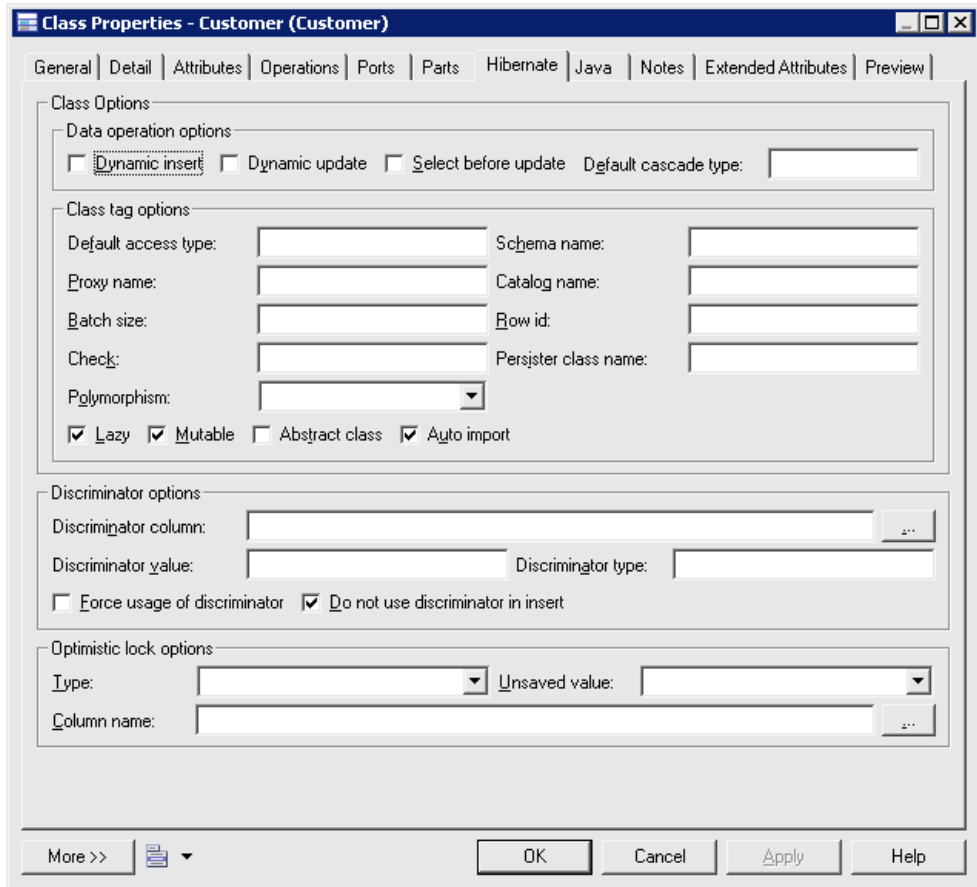 Class Properties - Customer (Customer)
General Detail Attributes Operations Ports Parts Hibernate Java Notes Extended Attributes Preview
Class Options
Data operation options
Dynamic insert Dynamic update Select before update Default cascade type:
Class tag options
Default access type: Schema name:
Proxy name: Catalog name:
Batch size: Row id:
Check: Persister class name:
Polymorphism:
Lazy Mutable Abstract class Auto import
Discriminator options
Discriminator column: ...
Discriminator value: Discriminator type:
Force usage of discriminator Do not use discriminator in insert
Optimistic lock options
Type: Unsaved value:
Column name: ...
More >> OK Cancel Apply Help